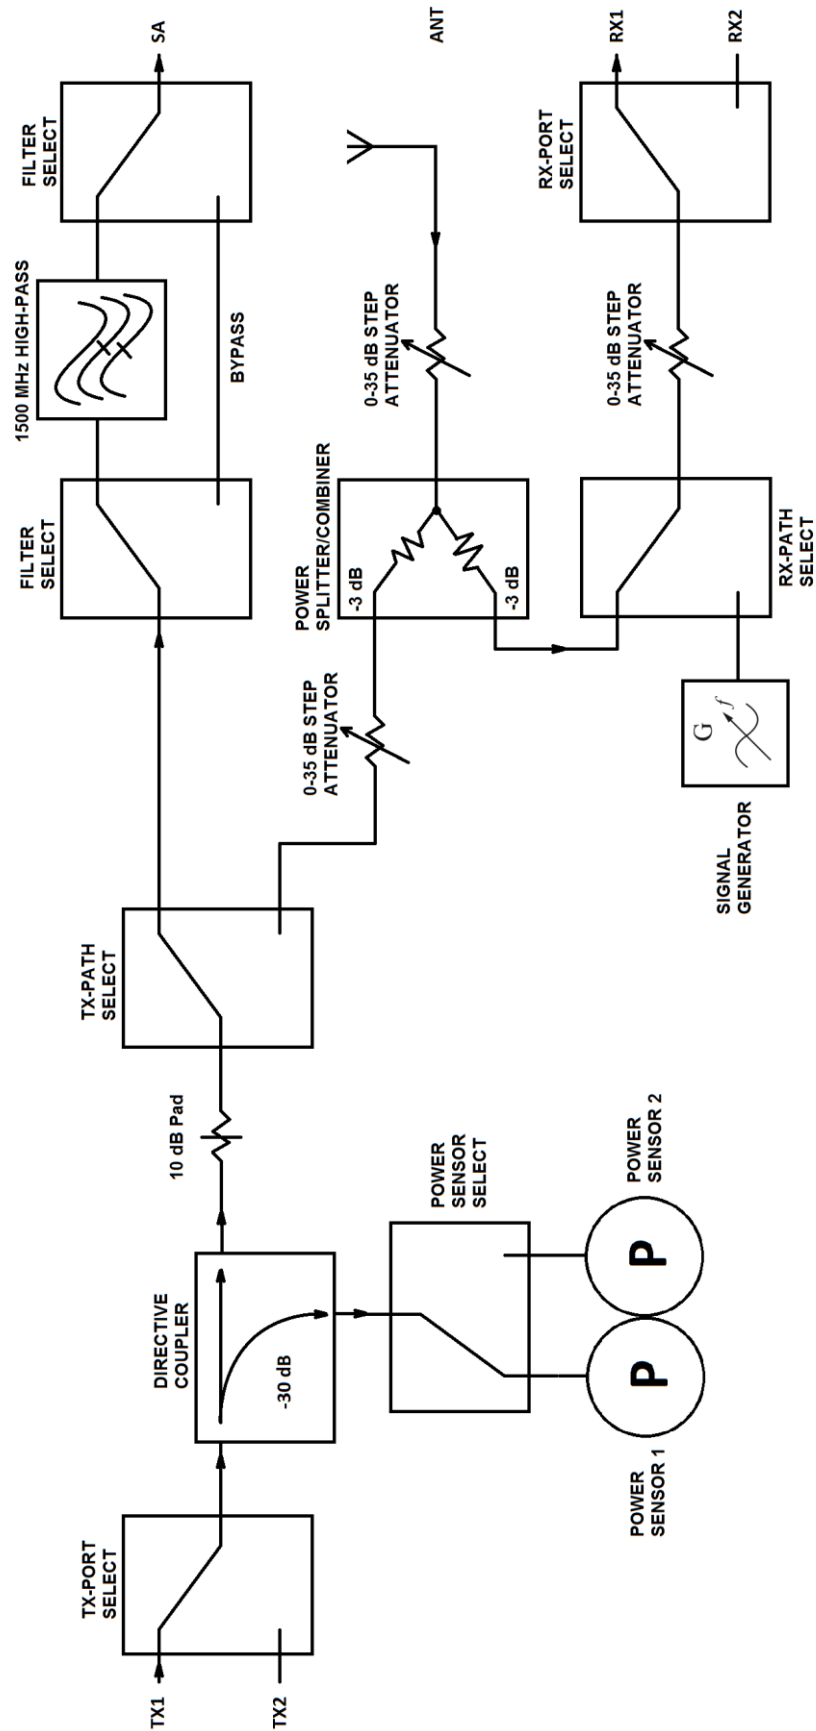 TX1
TX2
TX-PORT
SELECT
DIRECTIVE
COUPLER
-30 dB
POWER
SENSOR
SELECT
P
P
POWER
SENSOR 1
POWER
SENSOR 2
10 dB Pad
TX-PATH
SELECT
0-35 dB STEP
ATTENUATOR
SIGNAL
GENERATOR
G
f
FILTER
SELECT
1500 MHz HIGH-PASS
BYPASS
FILTER
SELECT
SA
POWER
SPLITTER/COMBINER
-3 dB
-3 dB
0-35 dB STEP
ATTENUATOR
ANT
RX-PATH
SELECT
0-35 dB STEP
ATTENUATOR
RX-PORT
SELECT
RX1
RX2